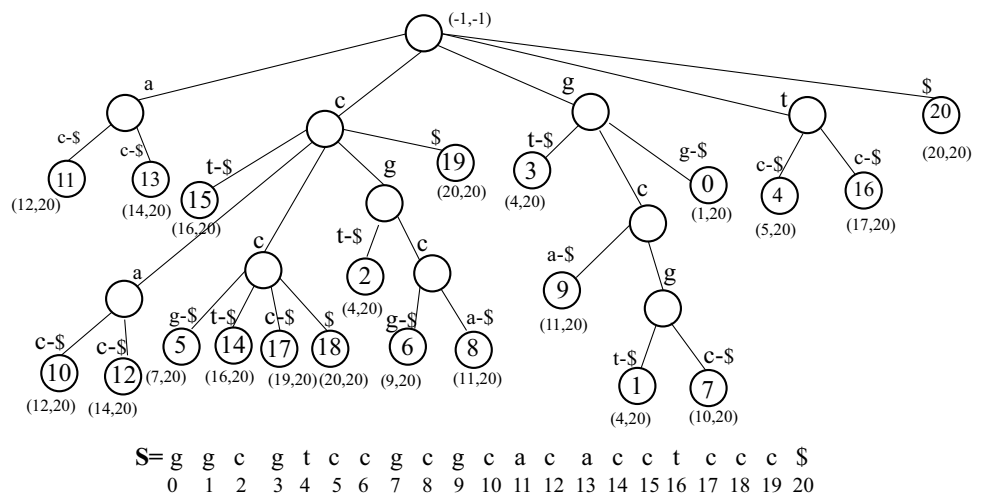 (-1,-1)
a c g t $
20
(20,20)
c-$ c-$ t-$ $ g t-$ g-$ c c-$ c-$
11 13 15 19 3 0 4 16
(12,20) (14,20) (16,20) (20,20) (4,20) (1,20) (5,20) (17,20)
a c t-$ c a-$ g
2 9
(4,20) (11,20)
c-$ c-$ g-$ t-$ c-$ $ g-$ a-$ t-$ c-$
10 12 5 14 17 18 6 8 1 7
(12,20) (14,20) (7,20) (16,20) (19,20) (20,20) (9,20) (11,20) (4,20) (10,20)
S= g g c g t c c g c g c a c a c c t c c c $
0 1 2 3 4 5 6 7 8 9 10 11 12 13 14 15 16 17 18 19 20